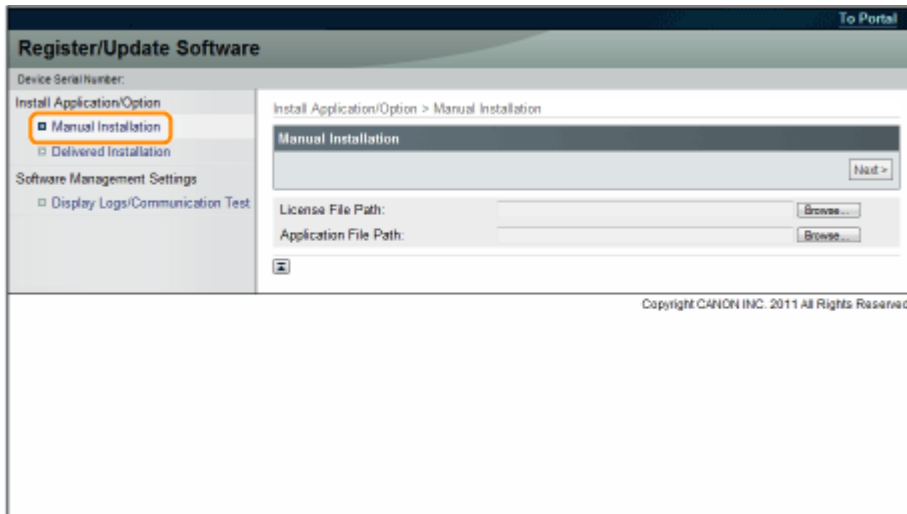 To Portal
Register/Update Software
Device Serial Number:
Install Application/Option
Manual Installation
Delivered Installation
Software Management Settings
Display Logs/Communication Test
Install Application/Option > Manual Installation
Manual Installation
Next >
License File Path:
Browse...
Application File Path:
Browse...
Copyright CANON INC. 2011 All Rights Reserved